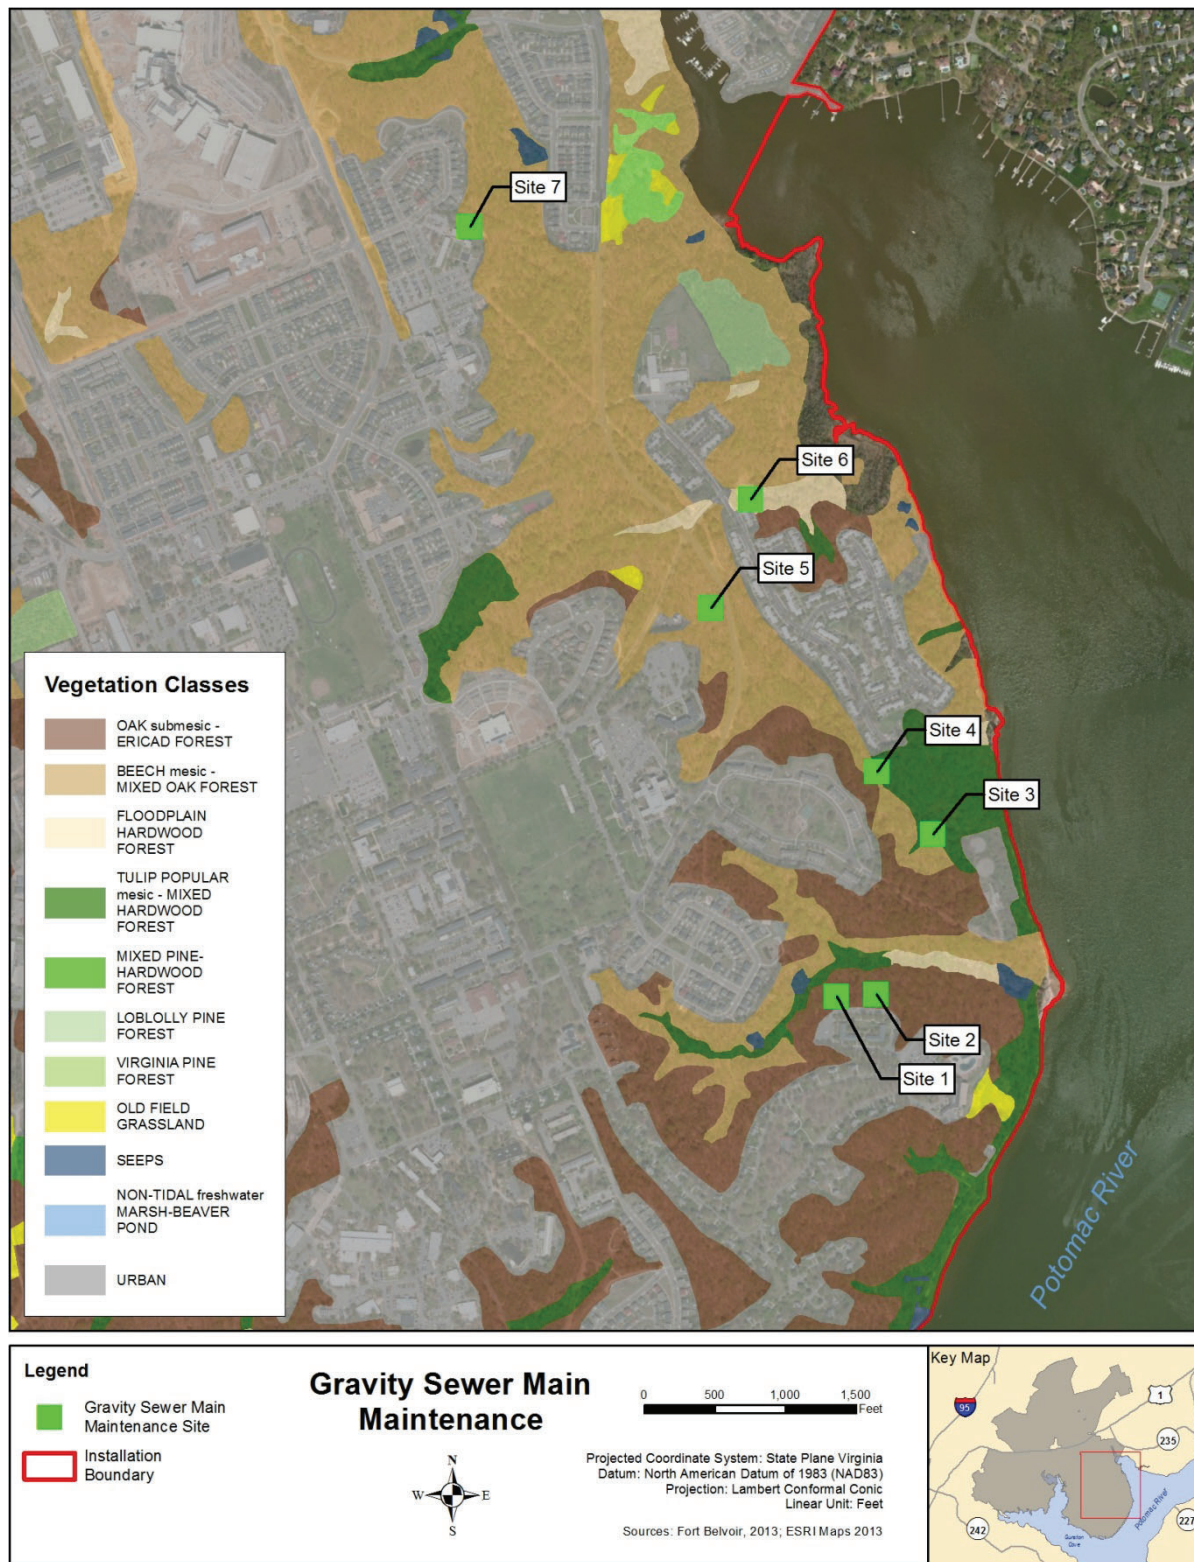 Site 7
Site 6
Site 5
Site 4
Site 3
Site 2
Site 1
Potomac River
Vegetation Classes
OAK submesic -
ERICAD FOREST
BEECH mesic -
MIXED OAK FOREST
FLOODPLAIN
HARDWOOD
FOREST
TULIP POPULAR
mesic - MIXED
HARDWOOD
FOREST
MIXED PINE-
HARDWOOD
FOREST
LOBLOLLY PINE
FOREST
VIRGINIA PINE
FOREST
OLD FIELD
GRASSLAND
SEEPS
NON-TIDAL freshwater
MARSH-BEAVER
POND
URBAN
Legend
Gravity Sewer Main
Maintenance Site
Installation
Boundary
Gravity Sewer Main
Maintenance
N
W E
S
0 500 1,000 1,500
Feet
Projected Coordinate System: State Plane Virginia
Datum: North American Datum of 1983 (NAD83)
Projection: Lambert Conformal Conic
Linear Unit: Feet
Sources: Fort Belvoir, 2013; ESRI Maps 2013
Key Map
95
1
235
242
227
Potomac River
Gunston
Cove